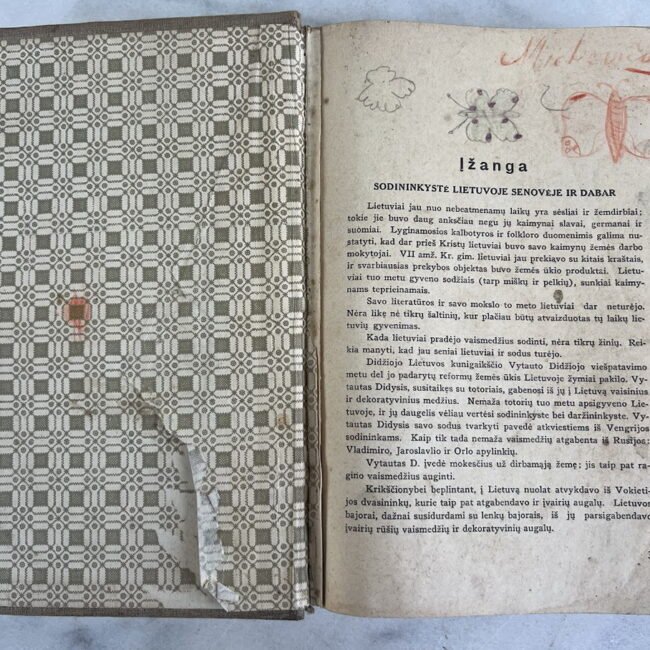 Įžanga
SODININKYSTĖ LIETUVOJE SENOVĖJE IR DABAR
Lietuviai jau nuo nebeatmenamų laikų yra sėsliai ir žemdirbiai;
tokie jie buvo daug anksčiau negu jų kaimynai slavai, germanai ir
suomiai. Lyginamosios kalbotyros ir folkloro duomenimis galima nu-
statyti, kad dar prieš Kristų lietuviai buvo savo kaimynų žemės darbo
mokytojai. VII amž. Kr. gim. lietuviai jau prekiavo su kitais kraštais,
ir svarbiausias prekybos objektas buvo žemės ūkio produktai. Lietu-
viai tuo metu gyveno sodžiais (tarp miškų ir pelkių), sunkiai kaimy-
nams teprieinamais.
Savo literatūros ir savo mokslo to meto lietuviai dar neturėjo.
Nėra likę nė tikrų šaltinių, kur plačiau būtų atvaizduotas tų laikų lie-
tuvių gyvenimas.
Kada lietuviai pradėjo vaismedžius sodinti, nėra tikrų žinių. Rei-
kia manyti, kad jau seniai lietuviai ir sodus turėjo.
Didžiojo Lietuvos kunigaikščio Vytauto Didžiojo viešpatavimo
metu dėl jo padarytų reformų žemės ūkis Lietuvoje žymiai pakilo. Vy-
tautas Didysis, susitaikęs su totoriais, gabenosi iš jų į Lietuvą vaisinius
ir dekoratyvinius medžius. Nemaža totorių tuo metu apsigyveno Lie-
tuvoje, ir jų daugelis vėliau vertėsi sodininkyste bei daržininkyste. Vy-
tautas Didysis savo sodus tvarkyti pavedė atkviestiems iš Vengrijos
sodininkams. Kaip tik tada nemaža vaismedžių atgabenta iš Rusijos:
Vladimiro, Jaroslavlio ir Orlo apylinkių.
Vytautas D. įvedė mokesčius už dirbamąją žemę; jis taip pat ra-
gino vaismedžius auginti.
Krikščionybei beplintant, į Lietuvą nuolat atvykdavo iš Vokieti-
jos dvasininkų, kurie taip pat atgabendavo ir įvairių augalų. Lietuvos
bajorai, dažnai susidurdami su lenkų bajorais, iš jų parsigabendavo
įvairių rūšių vaismedžių ir dekoratyvinių augalų.